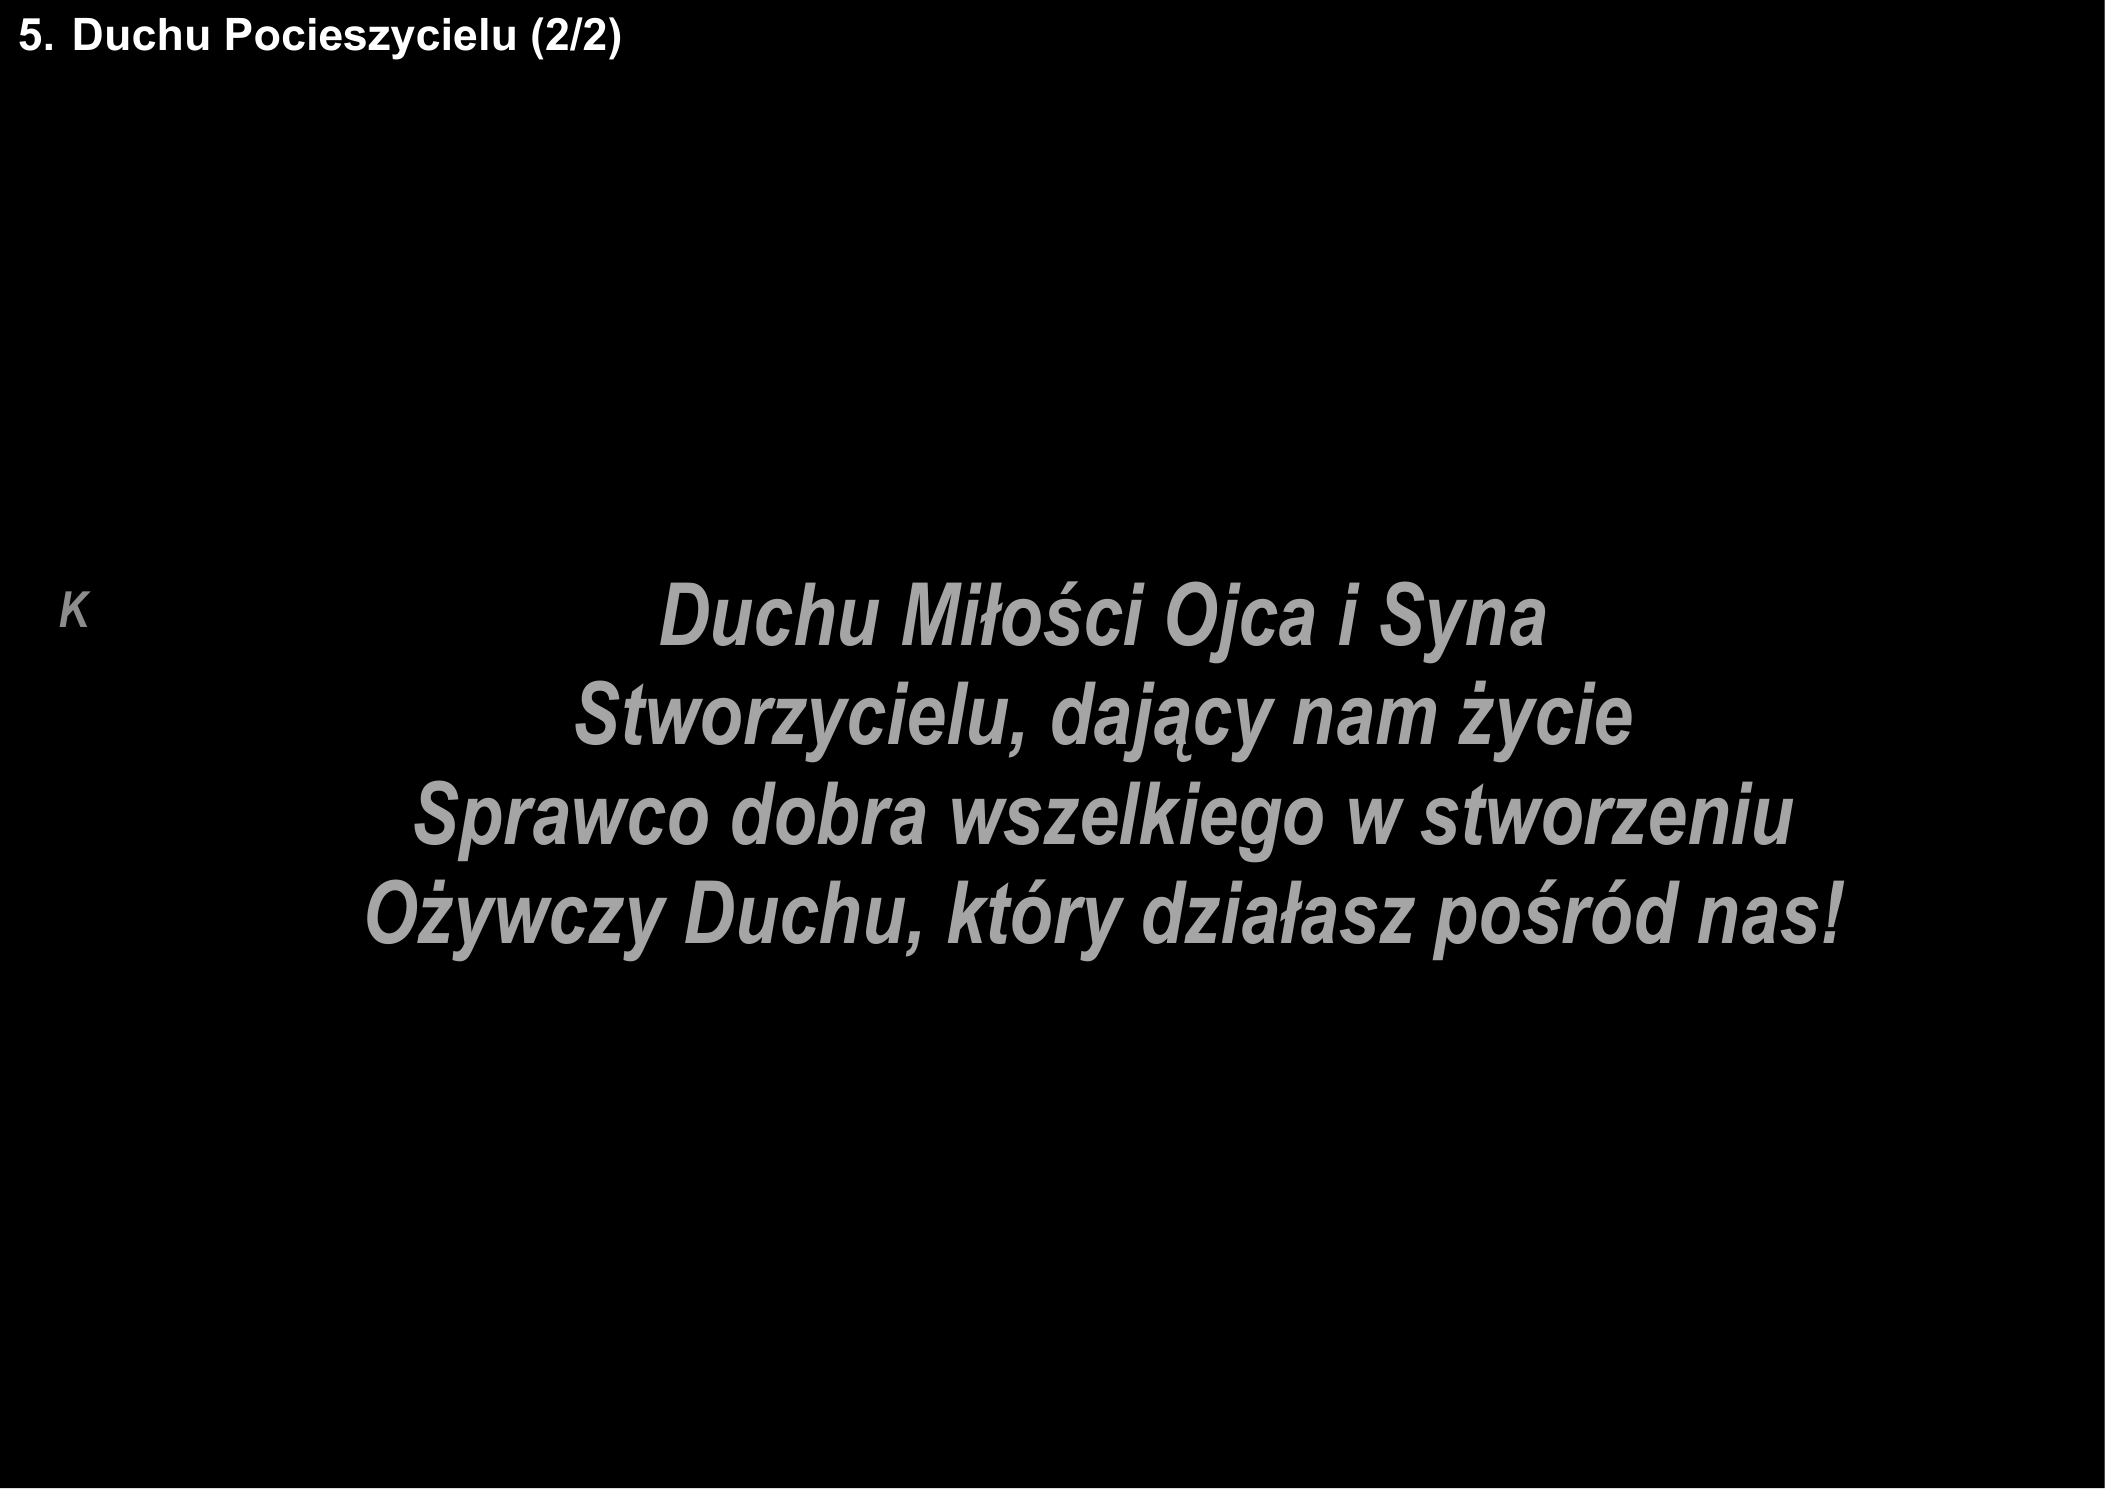 5. Duchu Pocieszycielu (2/2)
K
Duchu Miłości Ojca i Syna
Stworzycielu, dający nam życie
Sprawco dobra wszelkiego w stworzeniu
Ożywczy Duchu, który działasz pośród nas!